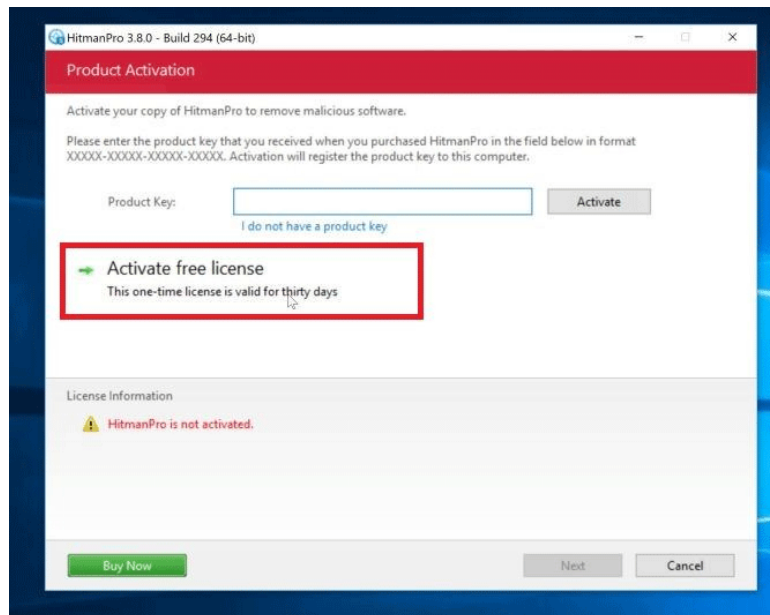 HitmanPro 3.8.0 - Build 294 (64-bit)
Product Activation
Activate your copy of HitmanPro to remove malicious software.
Please enter the product key that you received when you purchased HitmanPro in the field below in format
XXXXX-XXXXX-XXXXX-XXXXX. Activation will register the product key to this computer.
Product Key:
Activate
I do not have a product key
Activate free license
This one-time license is valid for thirty days
License Information
HitmanPro is not activated.
Buy Now
Next
Cancel